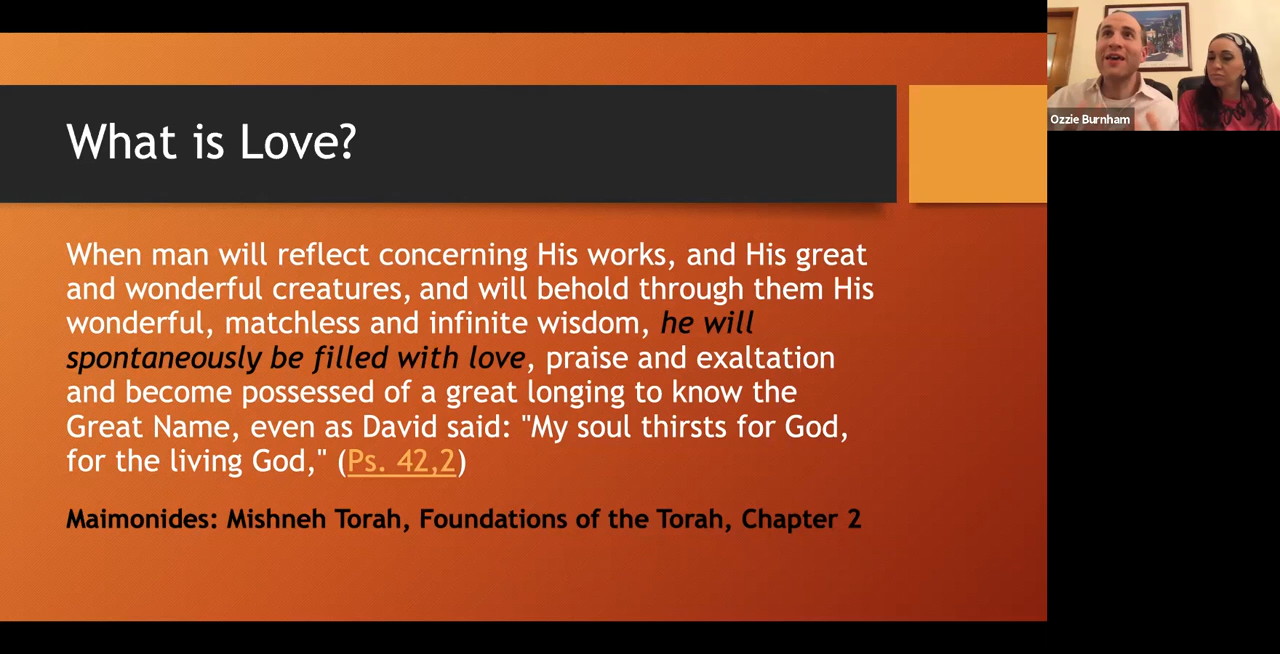 What is Love?
When man will reflect concerning His works, and His great
and wonderful creatures, and will behold through them His
wonderful, matchless and infinite wisdom, he will
spontaneously be filled with love, praise and exaltation
and become possessed of a great longing to know the
Great Name, even as David said: "My soul thirsts for God,
for the living God," (Ps. 42,2)
Maimonides: Mishneh Torah, Foundations of the Torah, Chapter 2
Ozzie Burnham